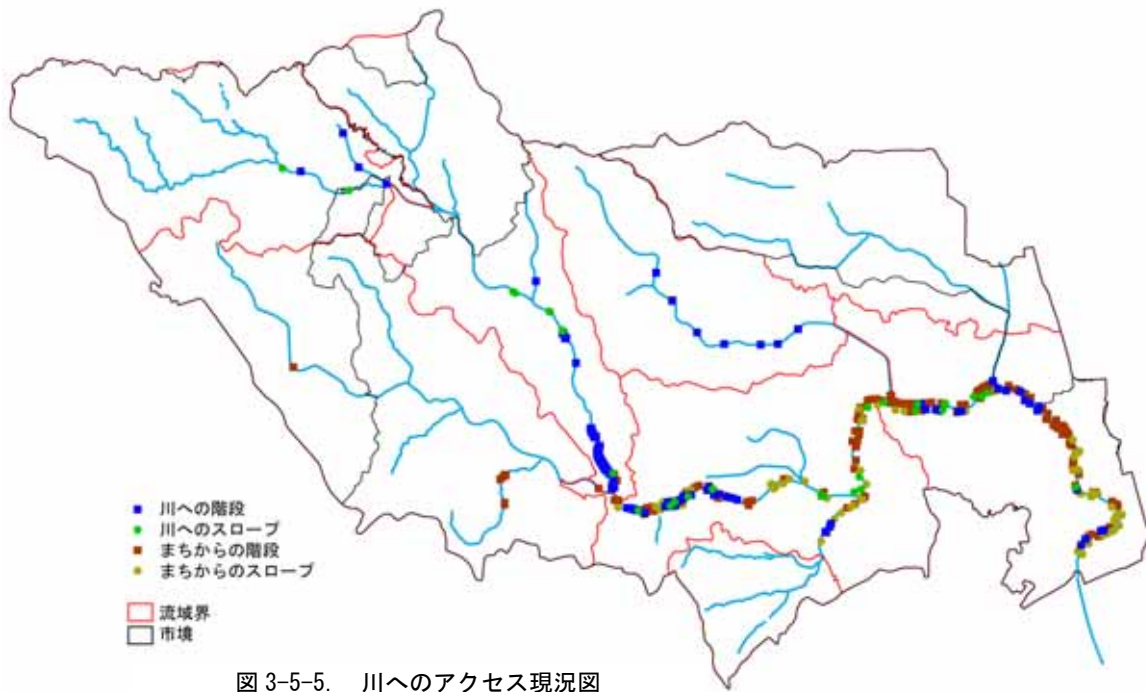 川への階段
川へのスロープ
まちからの階段
まちからのスロープ
流域界
市境
図 3-5-5. 川へのアクセス現況図